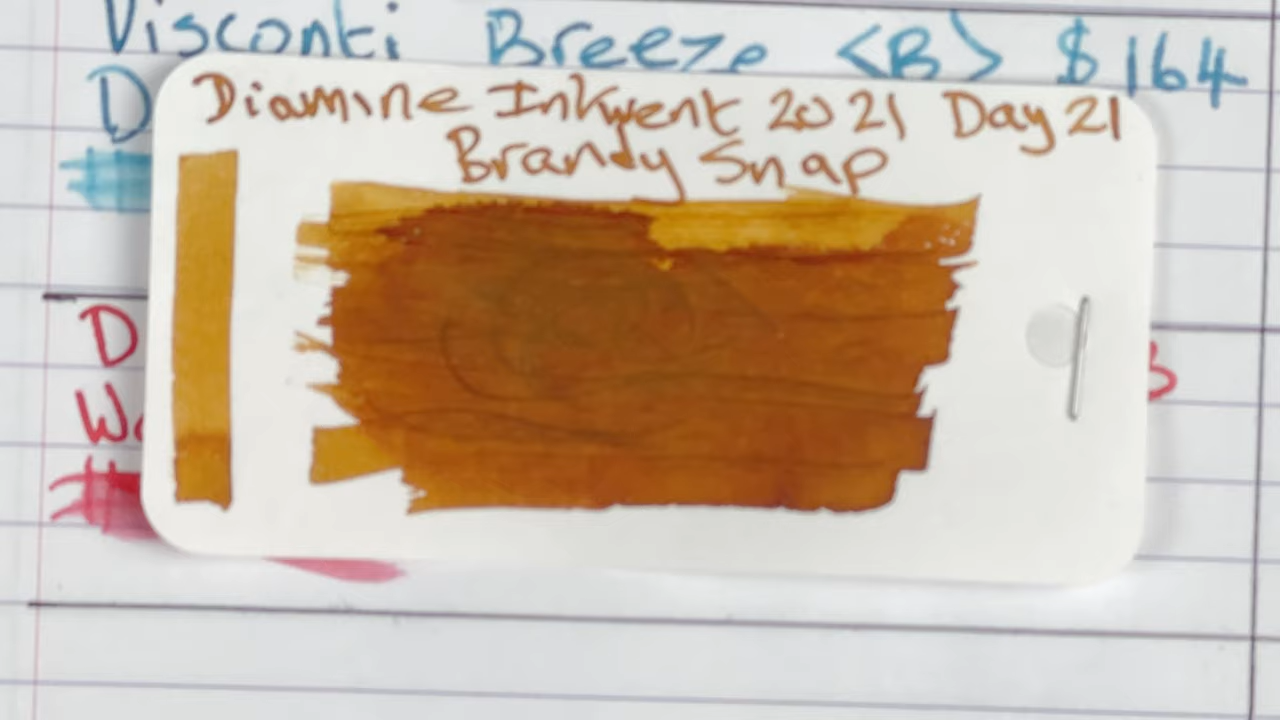 Visconti Breeze <B> $164
D
Diamine Inkvent 2021 Day 21
Brandy Snap
D
W